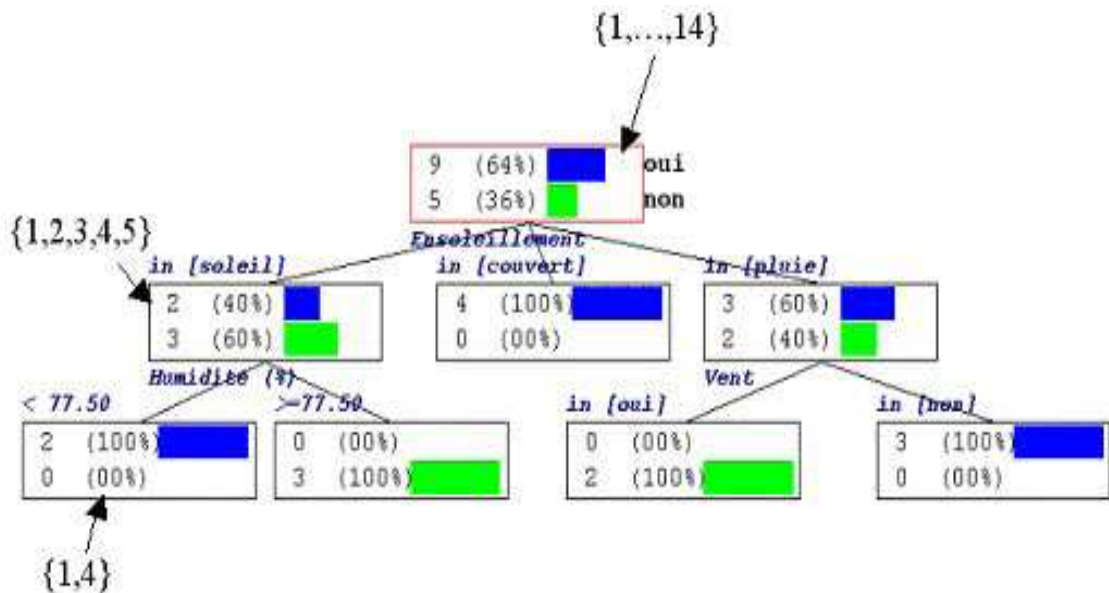 {1,...,14}
9 (64%) oui
5 (36%) non
{1,2,3,4,5}
Ensoleillement
in [soleil] in [couvert] in [pluie]
2 (40%) 4 (100%) 3 (60%)
3 (60%) 0 (00%) 2 (40%)
Humidité (%) Vent
< 77.50 >=77.50 in [oui] in [non]
2 (100%) 0 (00%) 0 (00%) 3 (100%)
0 (00%) 3 (100%) 2 (100%) 0 (00%)
{1,4}